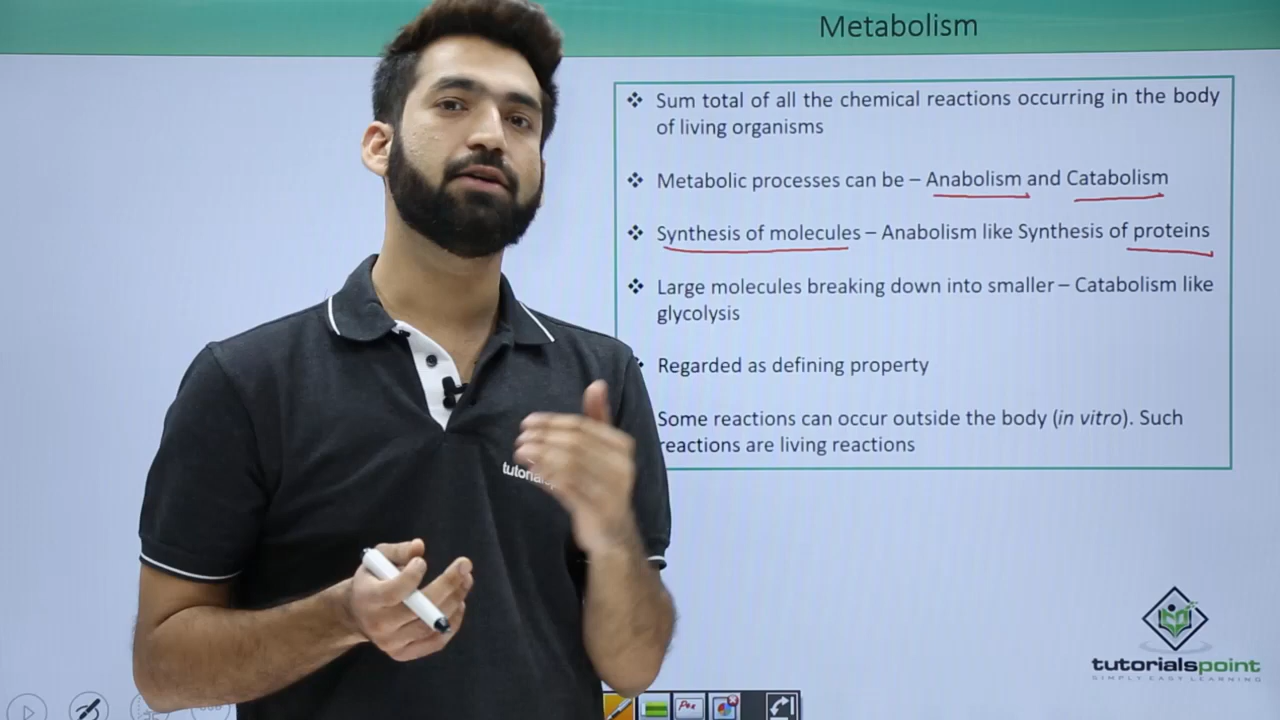 Metabolism
❖ Sum total of all the chemical reactions occurring in the body
of living organisms
❖ Metabolic processes can be – Anabolism and Catabolism
❖ Synthesis of molecules – Anabolism like Synthesis of proteins
❖ Large molecules breaking down into smaller – Catabolism like
glycolysis
Regarded as defining property
Some reactions can occur outside the body (in vitro). Such
reactions are living reactions
tutorialspoint
SIMPLY EASY LEARNING
Pen